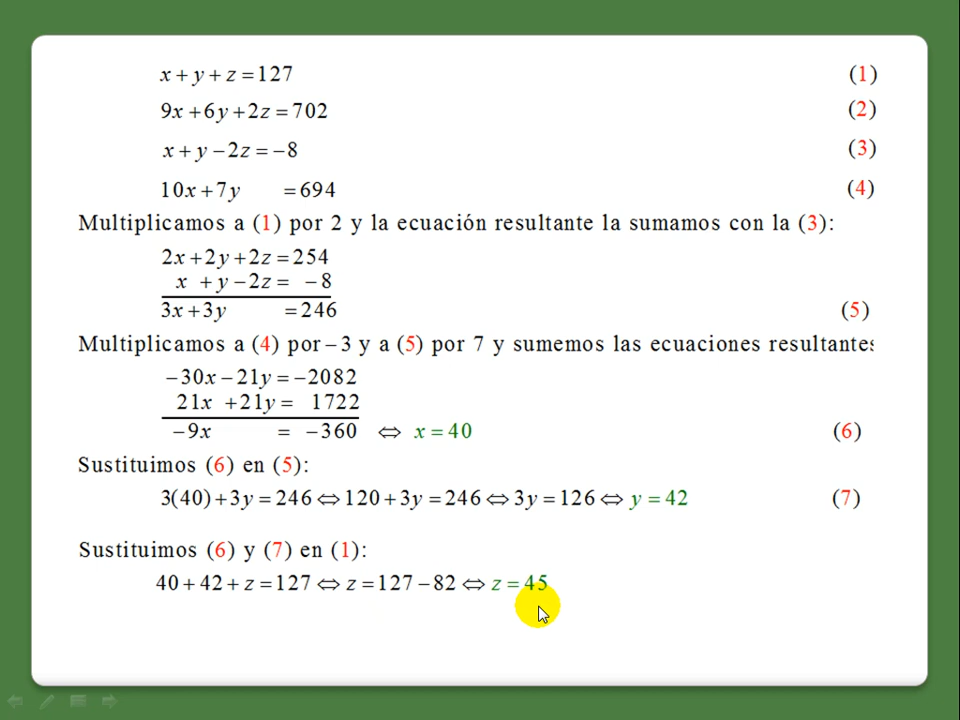 x + y + z = 127 (1)
9x + 6y + 2z = 702 (2)
x + y − 2z = −8 (3)
10x + 7y = 694 (4)
Multiplicamos a (1) por 2 y la ecuación resultante la sumamos con la (3):
2x + 2y + 2z = 254
x + y − 2z = −8
3x + 3y = 246 (5)
Multiplicamos a (4) por − 3 y a (5) por 7 y sumemos las ecuaciones resultantes
−30x − 21y = −2082
21x + 21y = 1722
−9x = −360 ⇔ x = 40 (6)
Sustituimos (6) en (5):
3(40) + 3y = 246 ⇔ 120 + 3y = 246 ⇔ 3y = 126 ⇔ y = 42 (7)
Sustituimos (6) y (7) en (1):
40 + 42 + z = 127 ⇔ z = 127 − 82 ⇔ z = 45